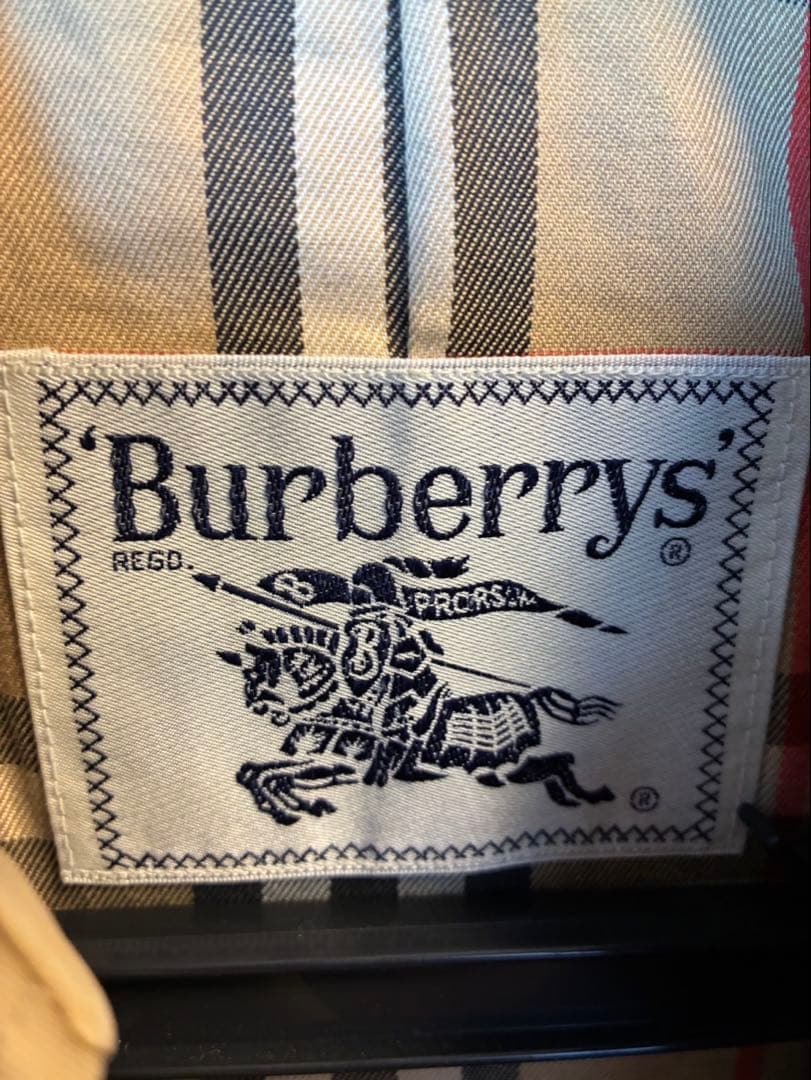 'Burberrys'
REGD. ®
B PRORSUM
B
®